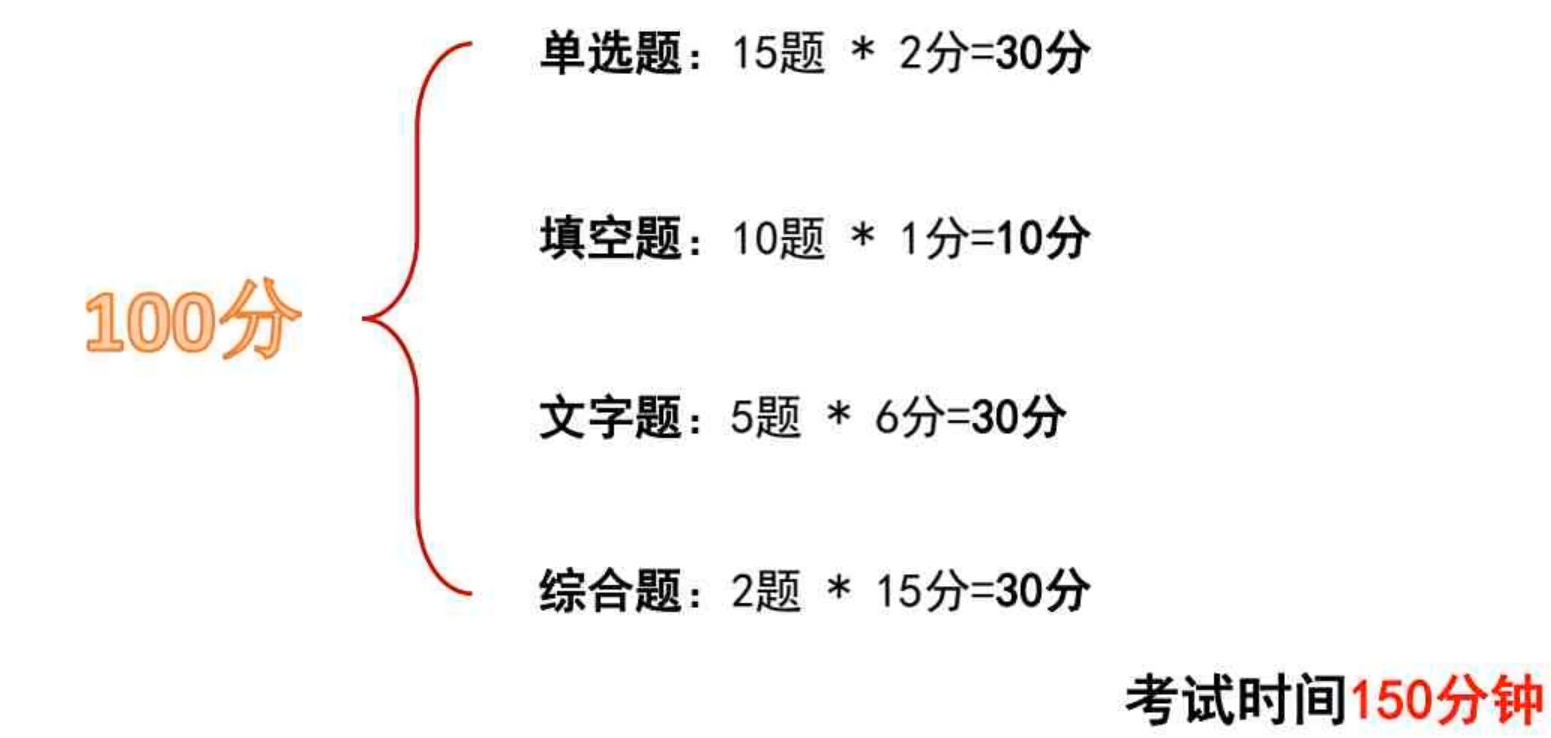 单选题：15题 * 2分=30分
填空题：10题 * 1分=10分
100分
文字题：5题 * 6分=30分
综合题：2题 * 15分=30分
考试时间150分钟